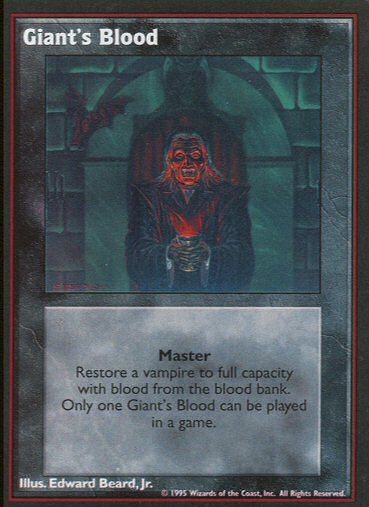 Giant's Blood
Master
Restore a vampire to full capacity
with blood from the blood bank.
Only one Giant's Blood can be played
in a game.
Illus. Edward Beard, Jr.
© 1995 Wizards of the Coast, Inc. All Rights Reserved.